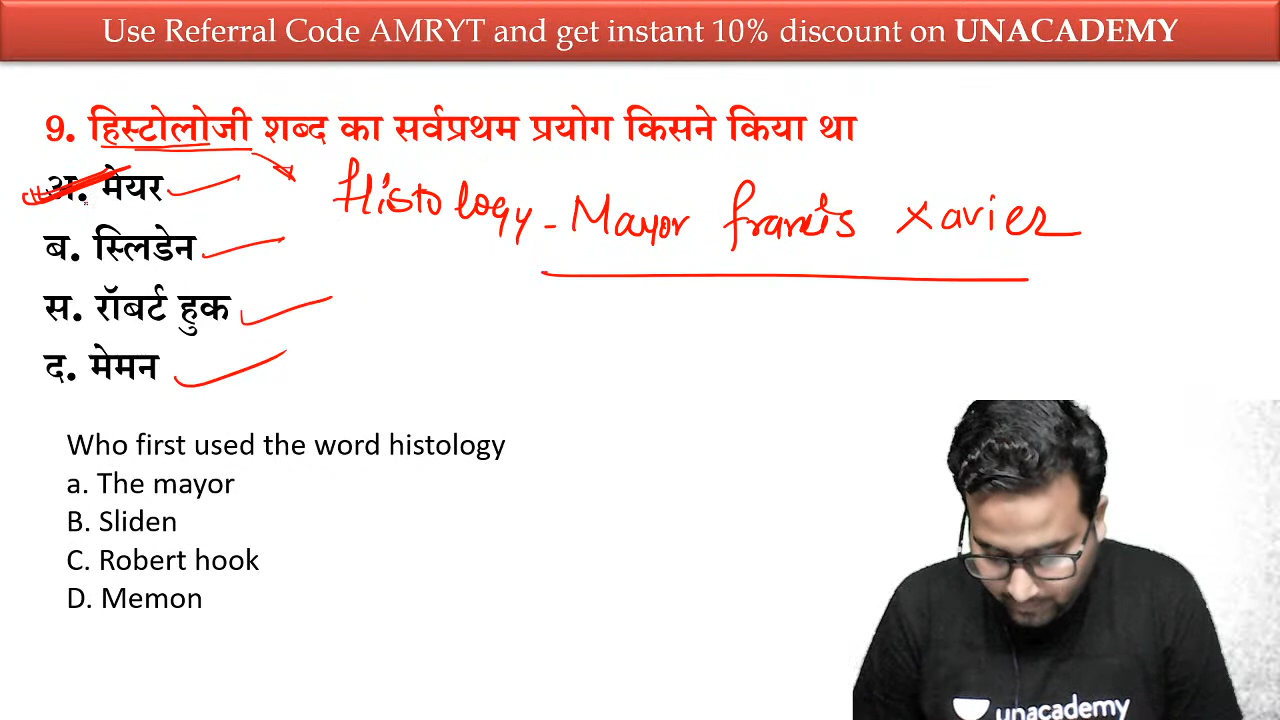 Use Referral Code AMRYT and get instant 10% discount on UNACADEMY
9. हिस्टोलोजी शब्द का सर्वप्रथम प्रयोग किसने किया था
अ. मेयर
Histology - Mayor francis xavier
ब. स्लिडेन
स. रॉबर्ट हुक
द. मेमन
Who first used the word histology
a. The mayor
B. Sliden
C. Robert hook
D. Memon
unacademy